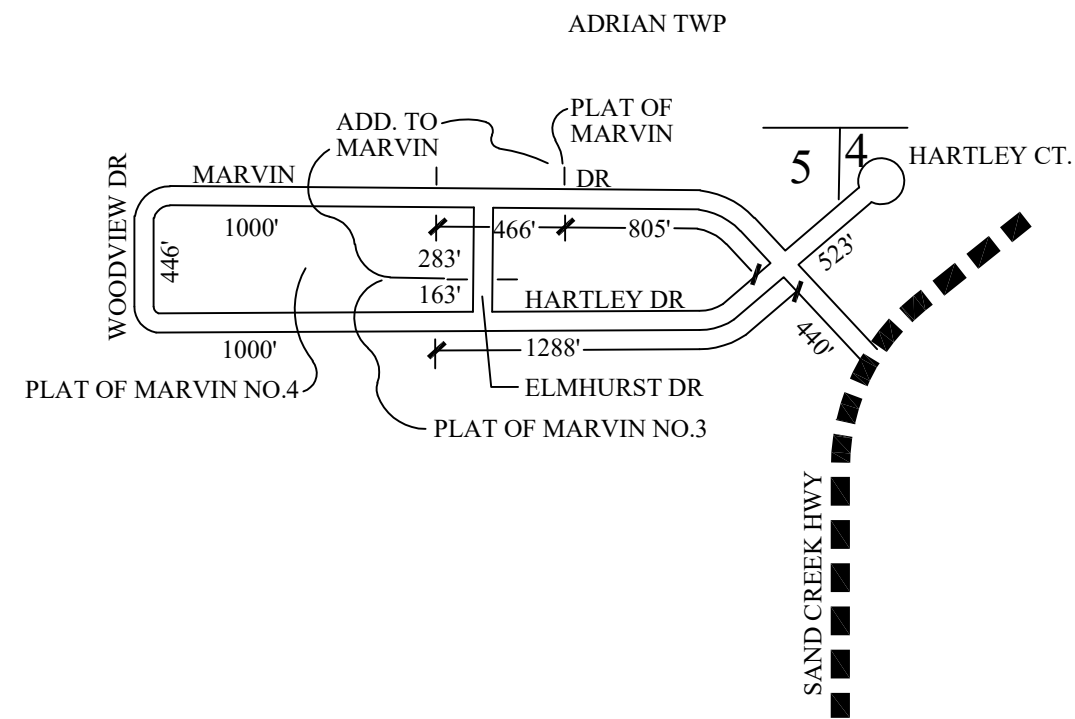 ADRIAN TWP
ADD. TO
MARVIN
PLAT OF
MARVIN
5
4
HARTLEY CT.
WOODVIEW DR
MARVIN
DR
1000'
466'
805'
446'
283'
523'
163'
HARTLEY DR
1000'
1288'
440'
PLAT OF MARVIN NO.4
ELMHURST DR
PLAT OF MARVIN NO.3
SAND CREEK HWY